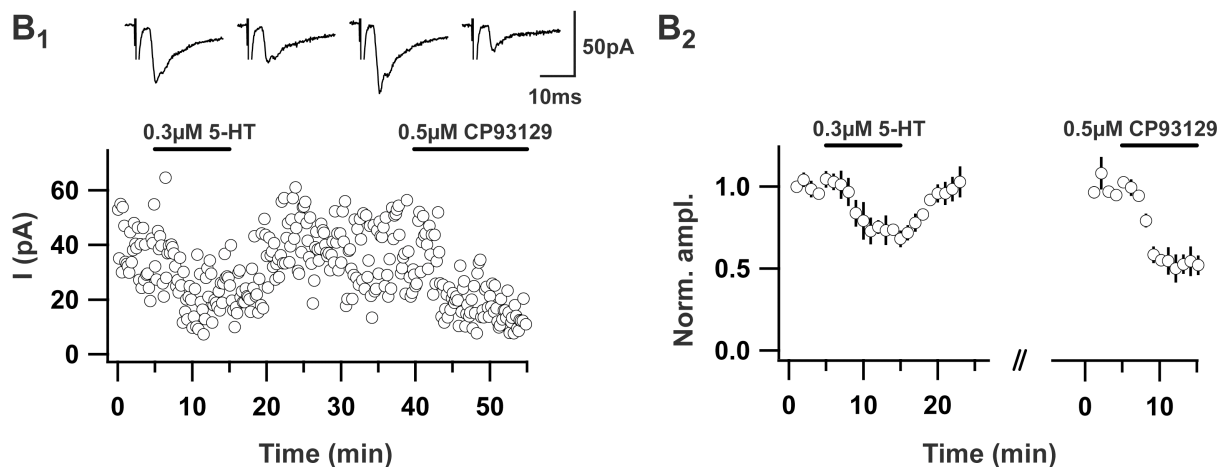 B1
50pA
10ms
0.3µM 5-HT
0.5µM CP93129
I (pA)
60
40
20
0
0 10 20 30 40 50
Time (min)
B2
0.3µM 5-HT
0.5µM CP93129
Norm. ampl.
1.0
0.5
0.0
0 10 20 // 0 10
Time (min)